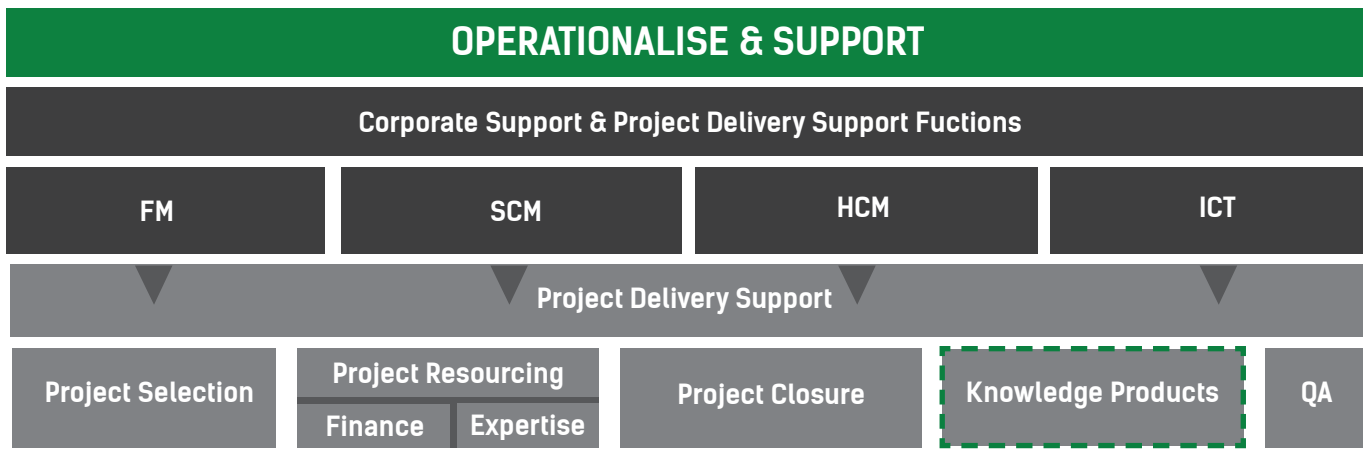 OPERATIONALISE & SUPPORT
Corporate Support & Project Delivery Support Fuctions
FM
SCM
HCM
ICT
Project Delivery Support
Project Selection
Project Resourcing
Finance
Expertise
Project Closure
Knowledge Products
QA